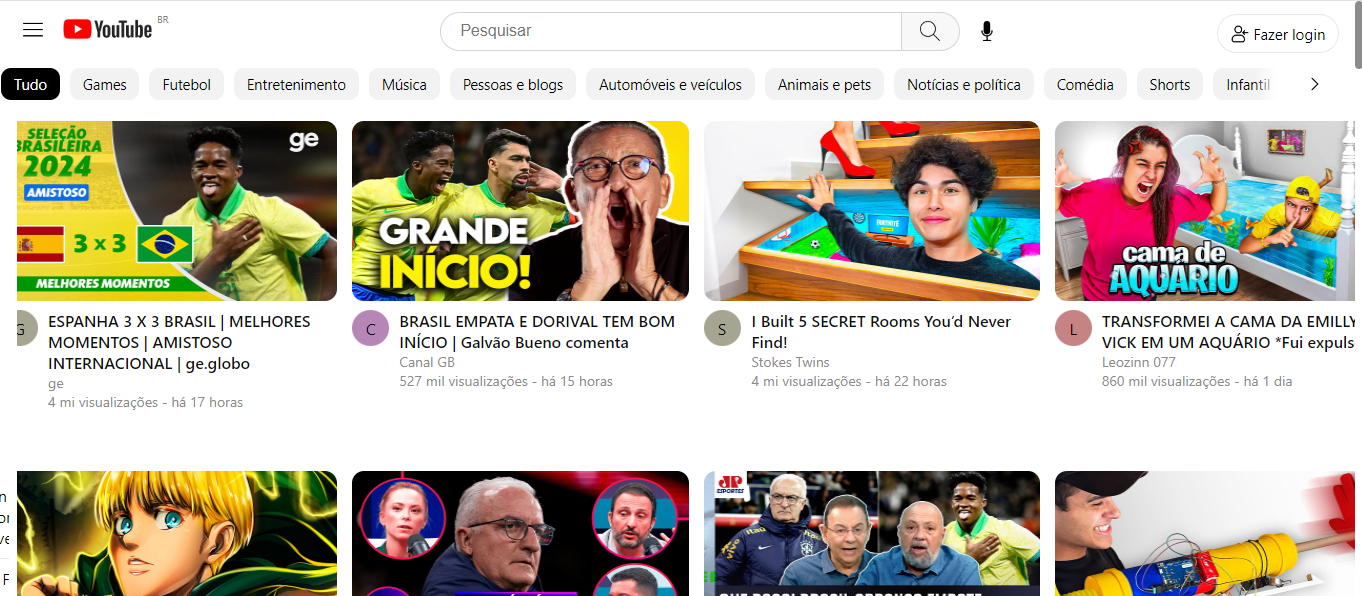 YouTube BR
Pesquisar
Fazer login
Tudo
Games
Futebol
Entretenimento
Música
Pessoas e blogs
Automóveis e veículos
Animais e pets
Notícias e política
Comédia
Shorts
Infantil
SELEÇÃO
BRASILEIRA
2024
AMISTOSO
3 x 3
MELHORES MOMENTOS
ge
GRANDE
INÍCIO!
FORTNITE
cama de
AQUÁRIO
G
ESPANHA 3 X 3 BRASIL | MELHORES
MOMENTOS | AMISTOSO
INTERNACIONAL | ge.globo
ge
4 mi visualizações - há 17 horas
C
BRASIL EMPATA E DORIVAL TEM BOM
INÍCIO | Galvão Bueno comenta
Canal GB
527 mil visualizações - há 15 horas
S
I Built 5 SECRET Rooms You'd Never
Find!
Stokes Twins
4 mi visualizações - há 22 horas
L
TRANSFORMEI A CAMA DA EMILLY
VICK EM UM AQUÁRIO *Fui expuls
Leozinn 077
860 mil visualizações - há 1 dia
F
JP
ESPORTES